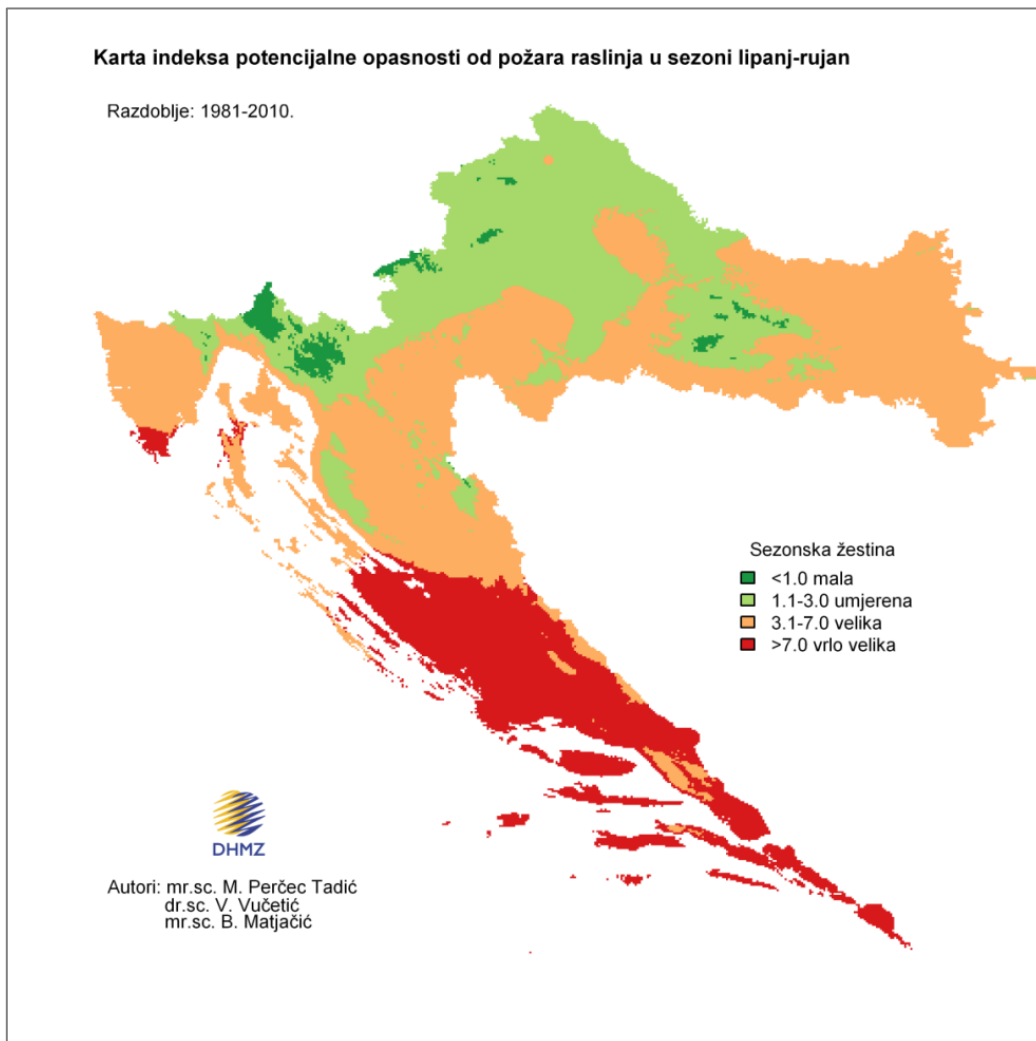 Karta indeksa potencijalne opasnosti od požara raslinja u sezoni lipanj-rujan
Razdoblje: 1981-2010.
Sezonska žestina
<1.0 mala
1.1-3.0 umjerena
3.1-7.0 velika
>7.0 vrlo velika
DHMZ
Autori: mr.sc. M. Perčec Tadić
dr.sc. V. Vučetić
mr.sc. B. Matjačić